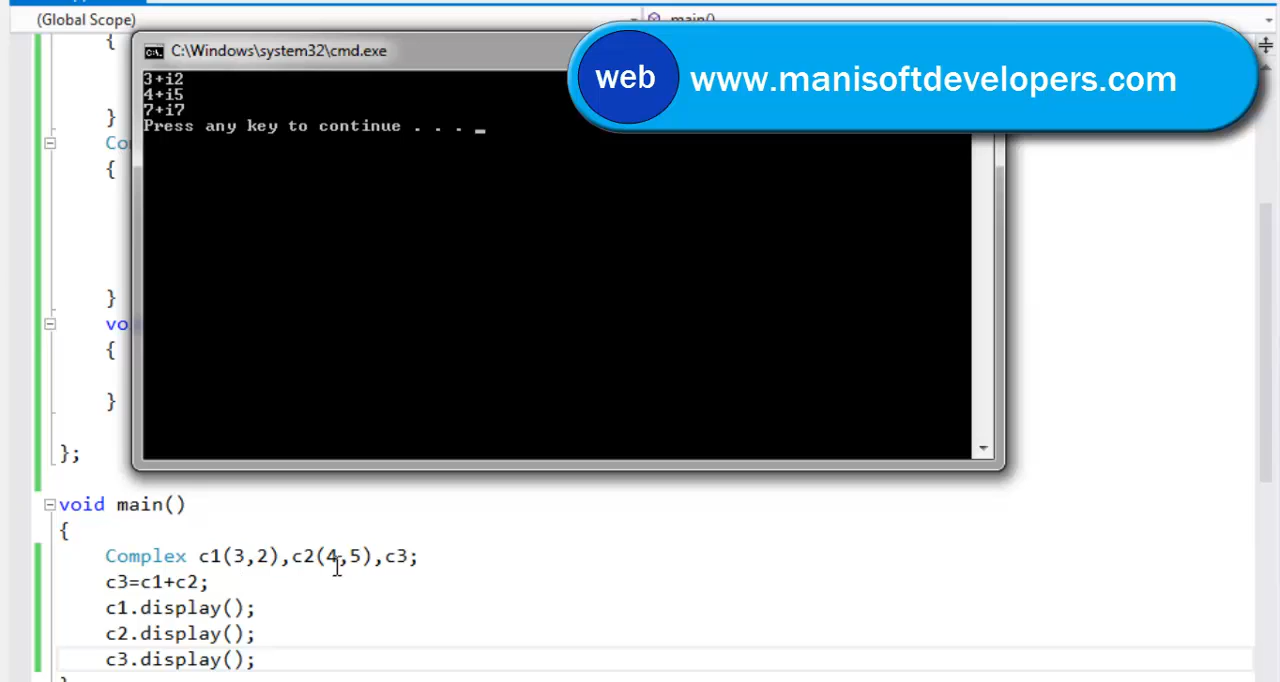 (Global Scope)
main()
C:\Windows\system32\cmd.exe
web www.manisoftdevelopers.com
3+i2
4+i5
7+i7
Press any key to continue . . . _
{
}
{
}
{
}
};
void main()
{
Complex c1(3,2),c2(4,5),c3;
c3=c1+c2;
c1.display();
c2.display();
c3.display();